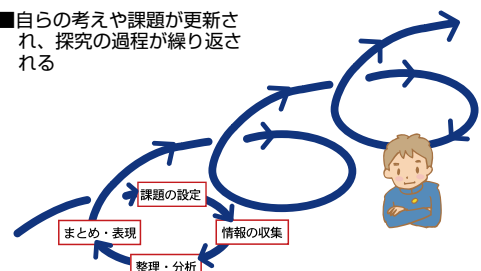 ■自らの考えや課題が更新さ
れ、探究の過程が繰り返さ
れる
課題の設定
まとめ・表現
情報の収集
整理・分析